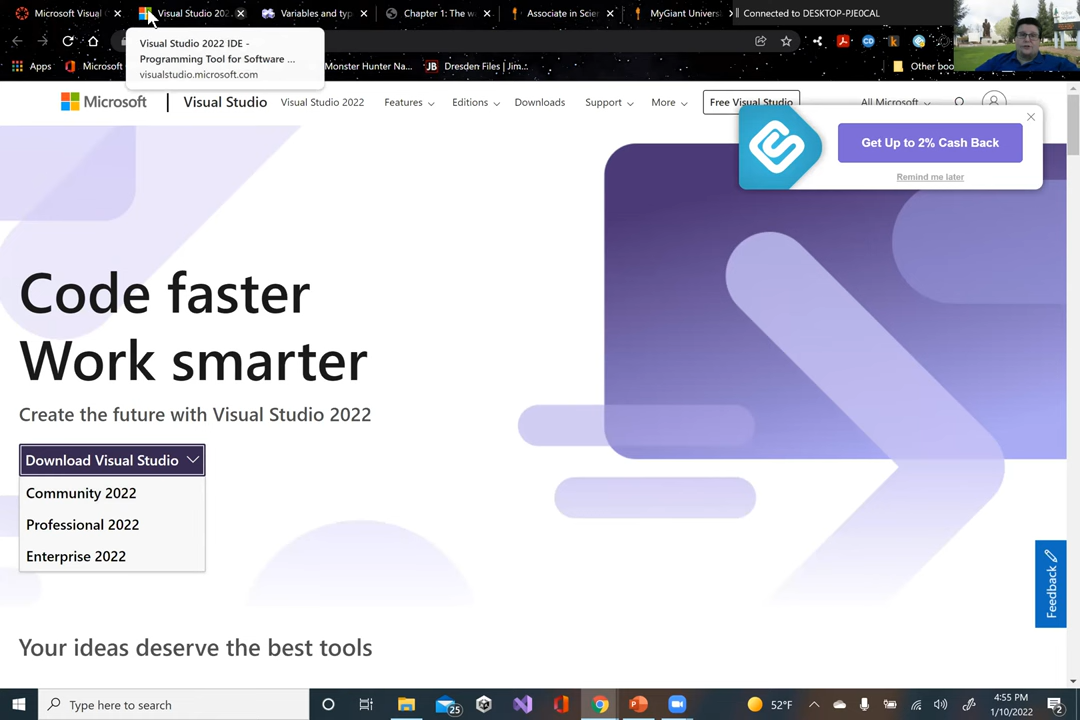 Microsoft Visual C
Visual Studio 202
Variables and typ
Chapter 1: The w
Associate in Scien
MyGiant Universi
Connected to DESKTOP-PJE0CAL
Visual Studio 2022 IDE -
Programming Tool for Software ...
visualstudio.microsoft.com
Apps
Microsoft
Monster Hunter Na...
JB
Dresden Files | Jim...
Other boo
Microsoft
Visual Studio
Visual Studio 2022
Features
Editions
Downloads
Support
More
Free Visual Studio
All Microsoft
Get Up to 2% Cash Back
Remind me later
Code faster
Work smarter
Create the future with Visual Studio 2022
Download Visual Studio
Community 2022
Professional 2022
Enterprise 2022
Feedback
Your ideas deserve the best tools
Type here to search
25
52°F
4:55 PM
1/10/2022
2